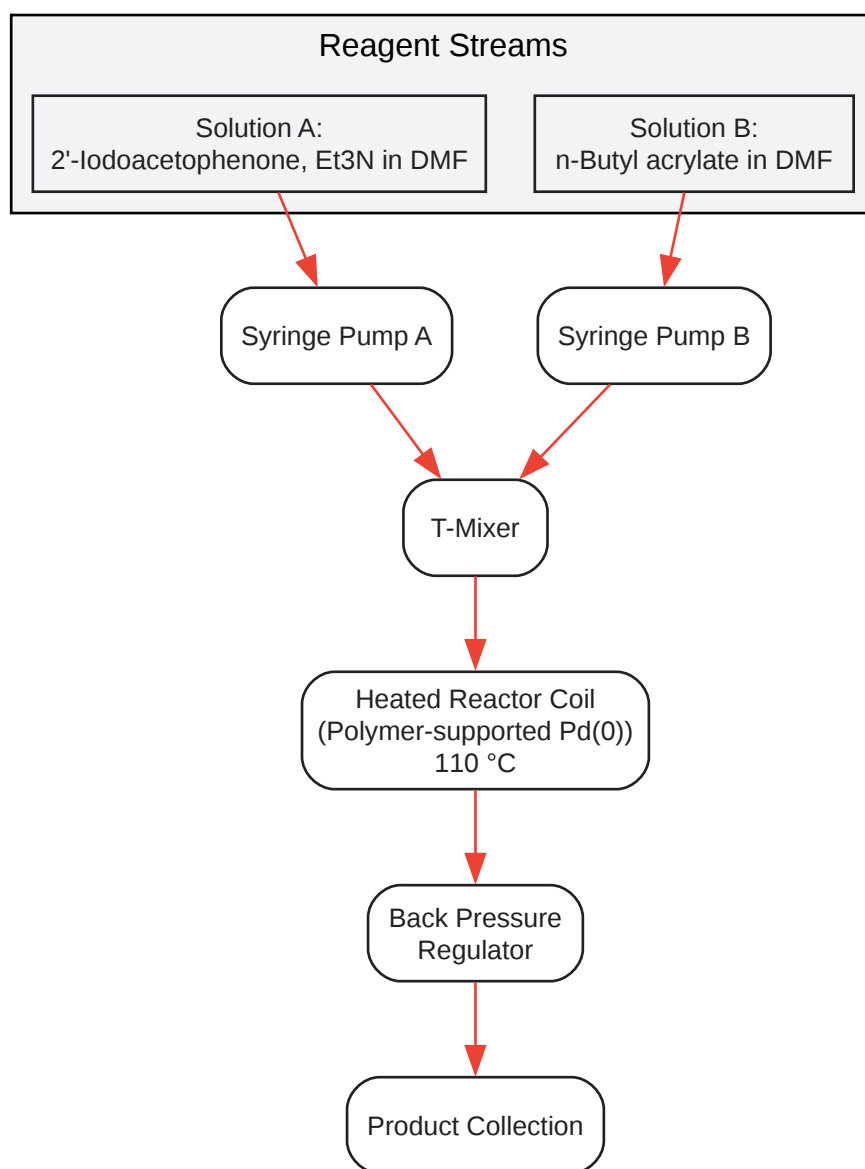 Reagent Streams
Solution A:
2'-Iodoacetophenone, Et3N in DMF
Solution B:
n-Butyl acrylate in DMF
Syringe Pump A
Syringe Pump B
T-Mixer
Heated Reactor Coil
(Polymer-supported Pd(0))
110 °C
Back Pressure
Regulator
Product Collection